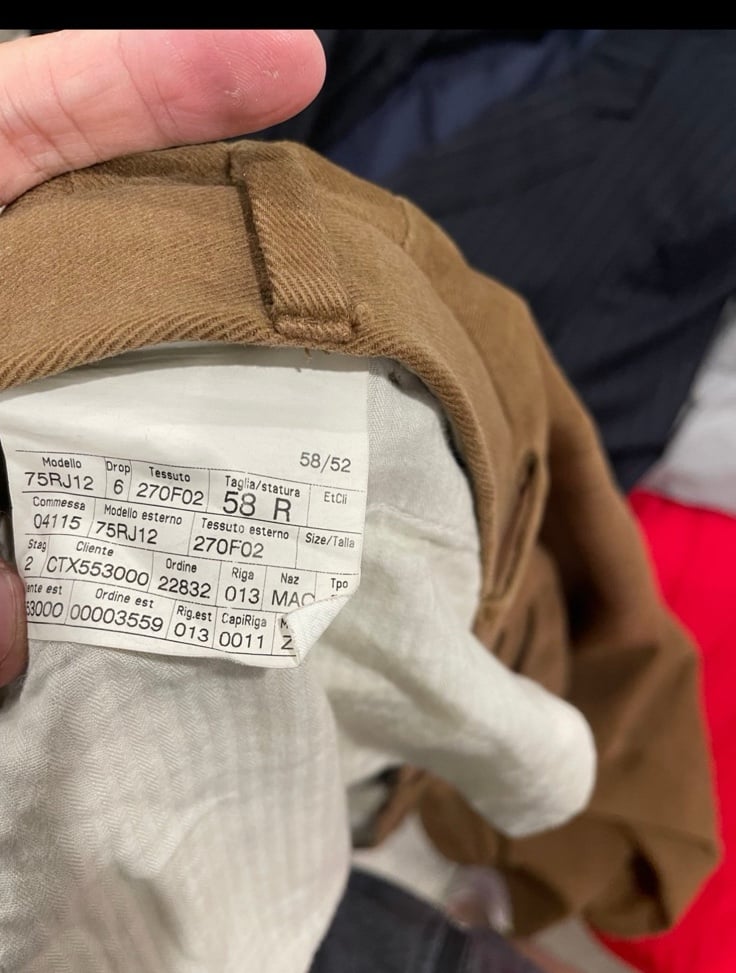 58/52
Modello Drop Tessuto Taglia/statura EtCli
75RJ12 6 270F02 58 R
Commessa Modello esterno Tessuto esterno Size/Talla
04115 75RJ12 270F02
Stag Cliente Ordine Riga Naz Tpo
2 CTX553000 22832 013 MAC
Ordine est Rig.est CapiRiga
53000 00003559 013 0011 Z